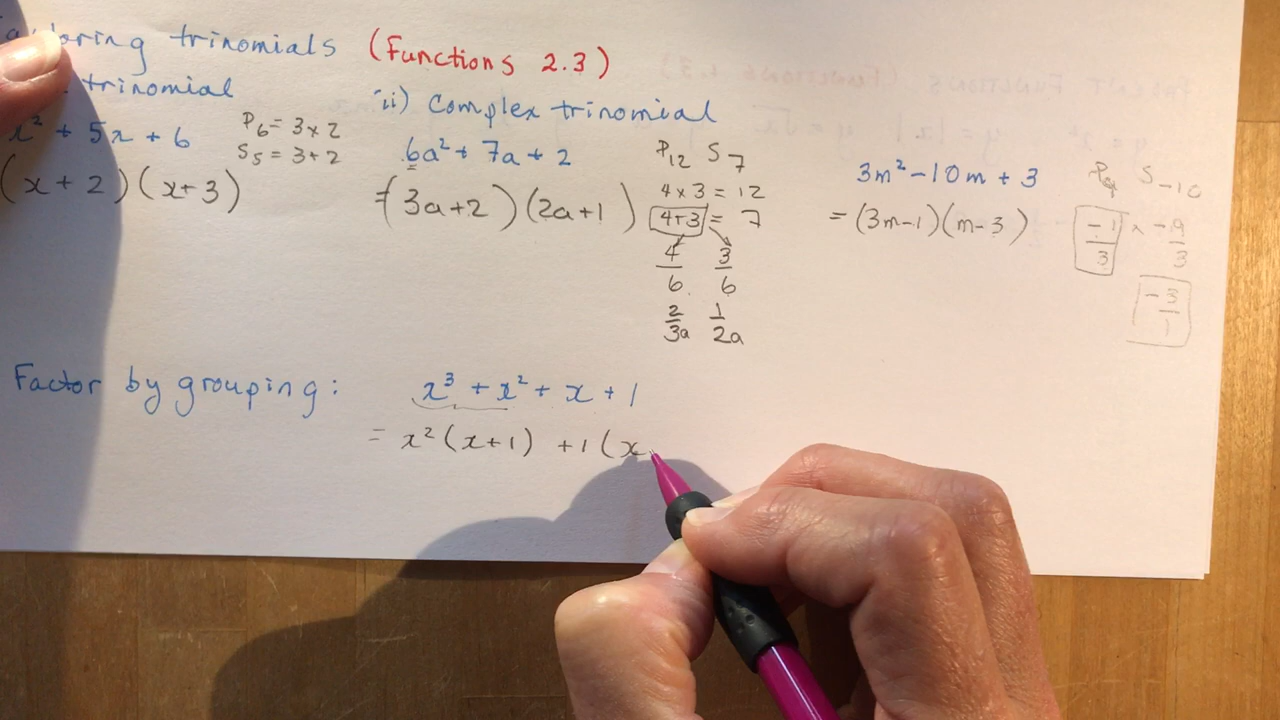 oring trinomials (Functions 2.3)
trinomial
x² + 5x + 6
P₆ = 3 x 2
S₅ = 3 + 2
(x + 2)(x + 3)
ii) Complex trinomial
6a² + 7a + 2
= (3a+2)(2a+1)
P₁₂ S₇
4 x 3 = 12
4+3 = 7
4/6 3/6
2/3a 1/2a
3m² - 10m + 3
= (3m-1)(m-3)
S₋₁₀
-1/3 x -9/3
-3/1
Factor by grouping: x³ + x² + x + 1
= x²(x+1) +1(x